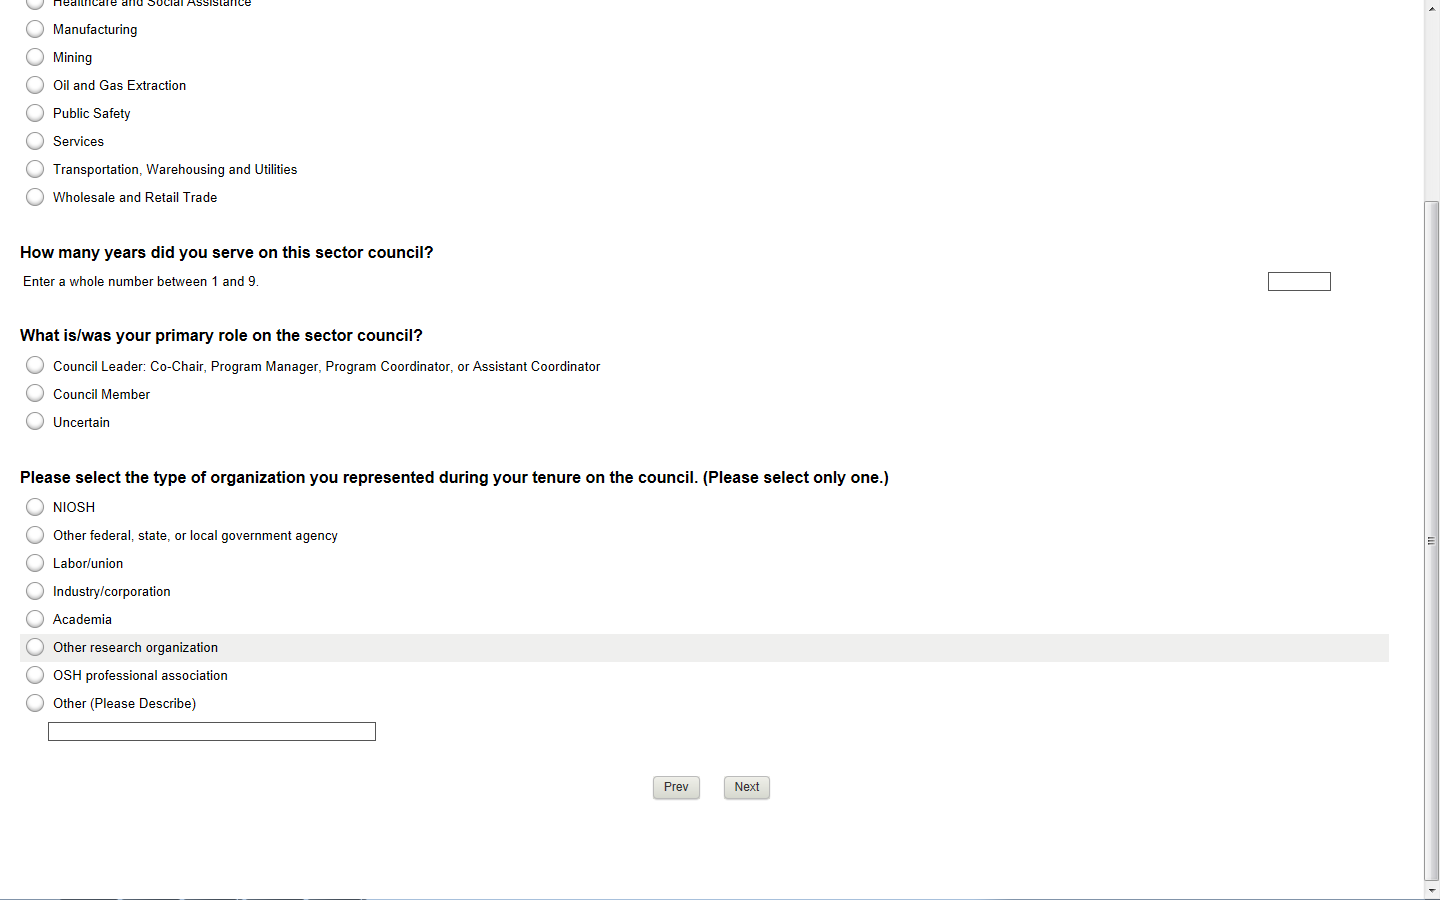 Healthcare and Social Assistance
Manufacturing
Mining
Oil and Gas Extraction
Public Safety
Services
Transportation, Warehousing and Utilities
Wholesale and Retail Trade
How many years did you serve on this sector council?
Enter a whole number between 1 and 9.
What is/was your primary role on the sector council?
Council Leader: Co-Chair, Program Manager, Program Coordinator, or Assistant Coordinator
Council Member
Uncertain
Please select the type of organization you represented during your tenure on the council. (Please select only one.)
NIOSH
Other federal, state, or local government agency
Labor/union
Industry/corporation
Academia
Other research organization
OSH professional association
Other (Please Describe)
Prev Next